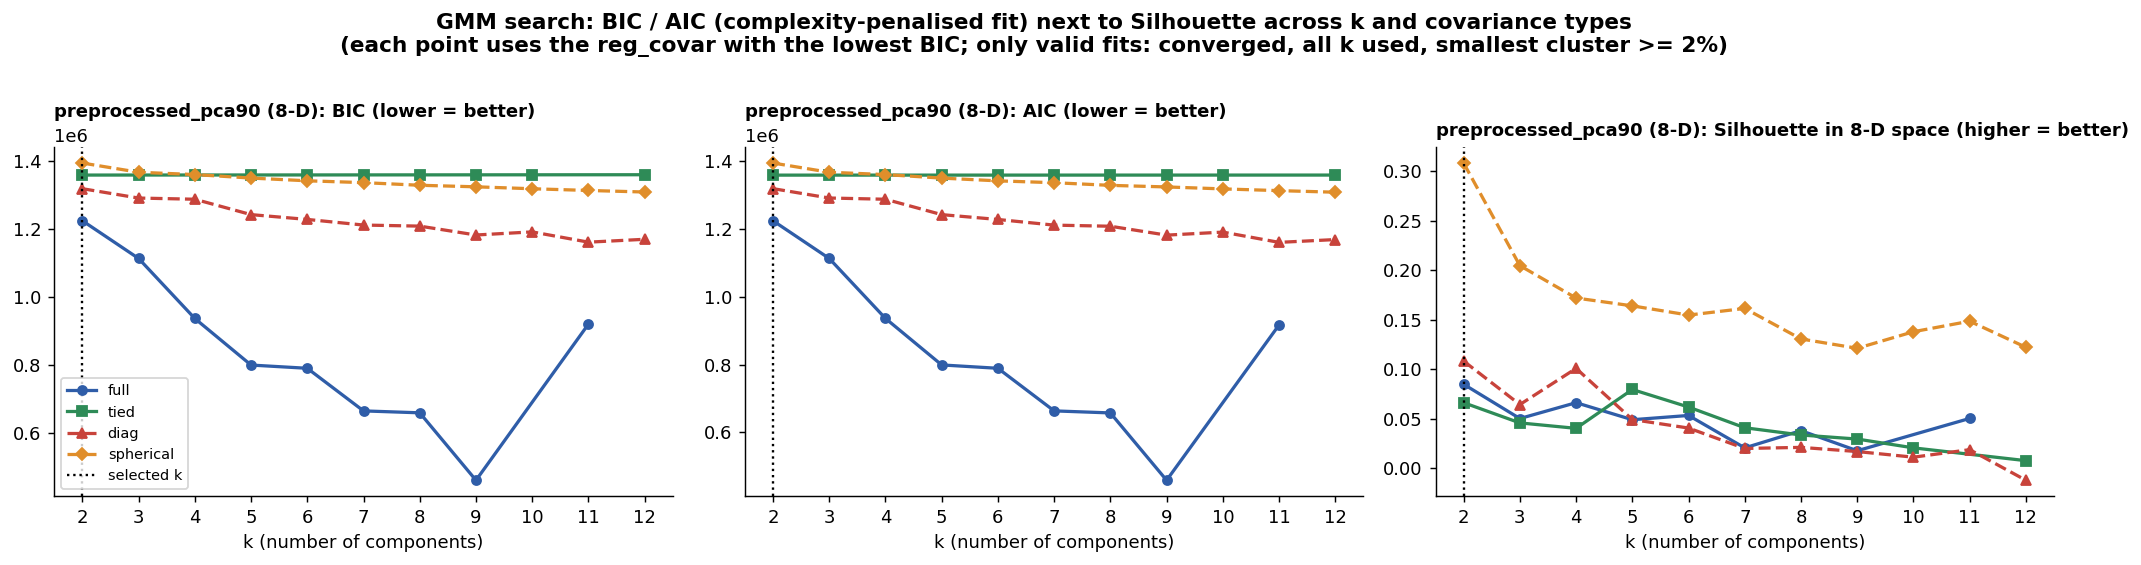 GMM search: BIC / AIC (complexity-penalised fit) next to Silhouette across k and covariance types
(each point uses the reg_covar with the lowest BIC; only valid fits: converged, all k used, smallest cluster >= 2%)
preprocessed_pca90 (8-D): BIC (lower = better)
1e6
1.4
1.2
1.0
0.8
0.6
full
tied
diag
spherical
selected k
2 3 4 5 6 7 8 9 10 11 12
k (number of components)
preprocessed_pca90 (8-D): AIC (lower = better)
1e6
1.4
1.2
1.0
0.8
0.6
2 3 4 5 6 7 8 9 10 11 12
k (number of components)
preprocessed_pca90 (8-D): Silhouette in 8-D space (higher = better)
0.30
0.25
0.20
0.15
0.10
0.05
0.00
2 3 4 5 6 7 8 9 10 11 12
k (number of components)